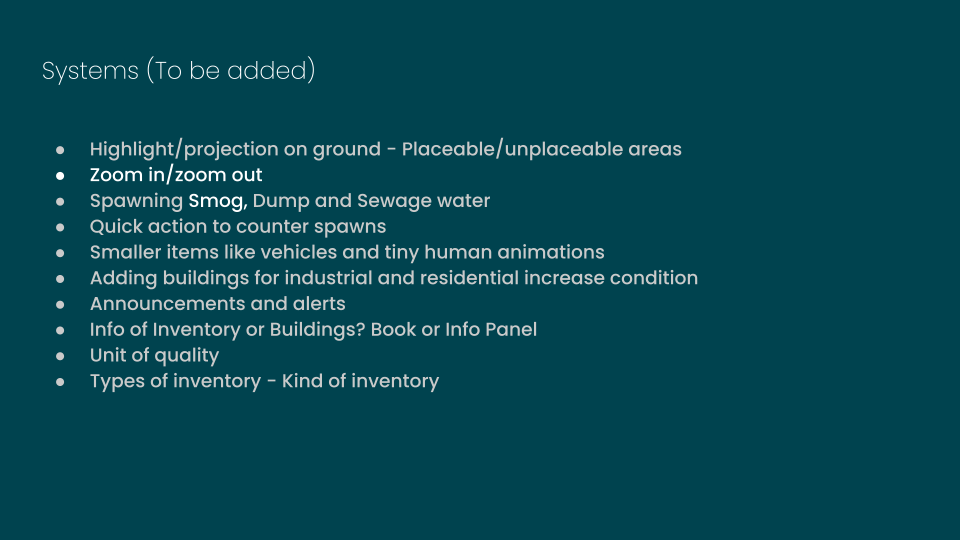 Systems (To be added)
● Highlight/projection on ground - Placeable/unplaceable areas
● Zoom in/zoom out
● Spawning Smog, Dump and Sewage water
● Quick action to counter spawns
● Smaller items like vehicles and tiny human animations
● Adding buildings for industrial and residential increase condition
● Announcements and alerts
● Info of Inventory or Buildings? Book or Info Panel
● Unit of quality
● Types of inventory - Kind of inventory